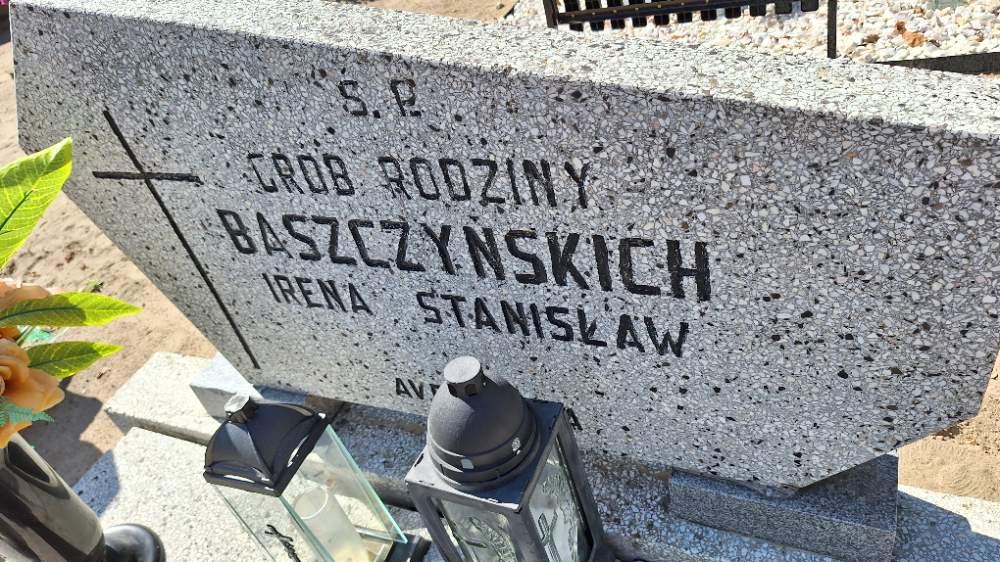 Ś.P.
GRÓB RODZINY
BASZCZYŃSKICH
IRENA STANISŁAW